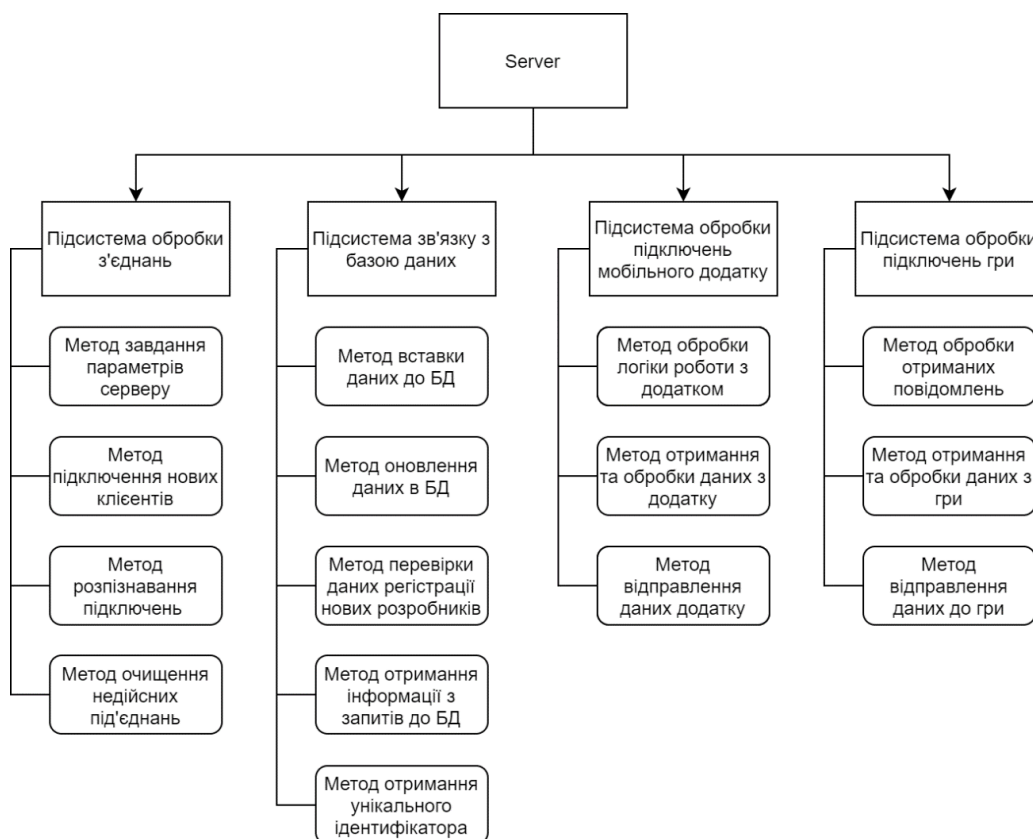 Server
Підсистема обробки
з'єднань
Метод завдання
параметрів
серверу
Метод
підключення нових
клієентів
Метод
розпізнавання
підключень
Метод очищення
недійсних
під'єднань
Підсистема зв'язку з
базою даних
Метод вставки
даних до БД
Метод оновлення
даних в БД
Метод перевірки
даних регістрації
нових розробників
Метод отримання
інформації з
запитів до БД
Метод отримання
унікального
ідентифікатора
Підсистема обробки
підключень
мобільного додатку
Метод обробки
логіки роботи з
додатком
Метод отримання
та обробки даних з
додатку
Метод
відправлення
даних додатку
Підсистема обробки
підключень гри
Метод обробки
отриманих
повідомлень
Метод отримання
та обробки даних з
гри
Метод
відправлення
даних до гри